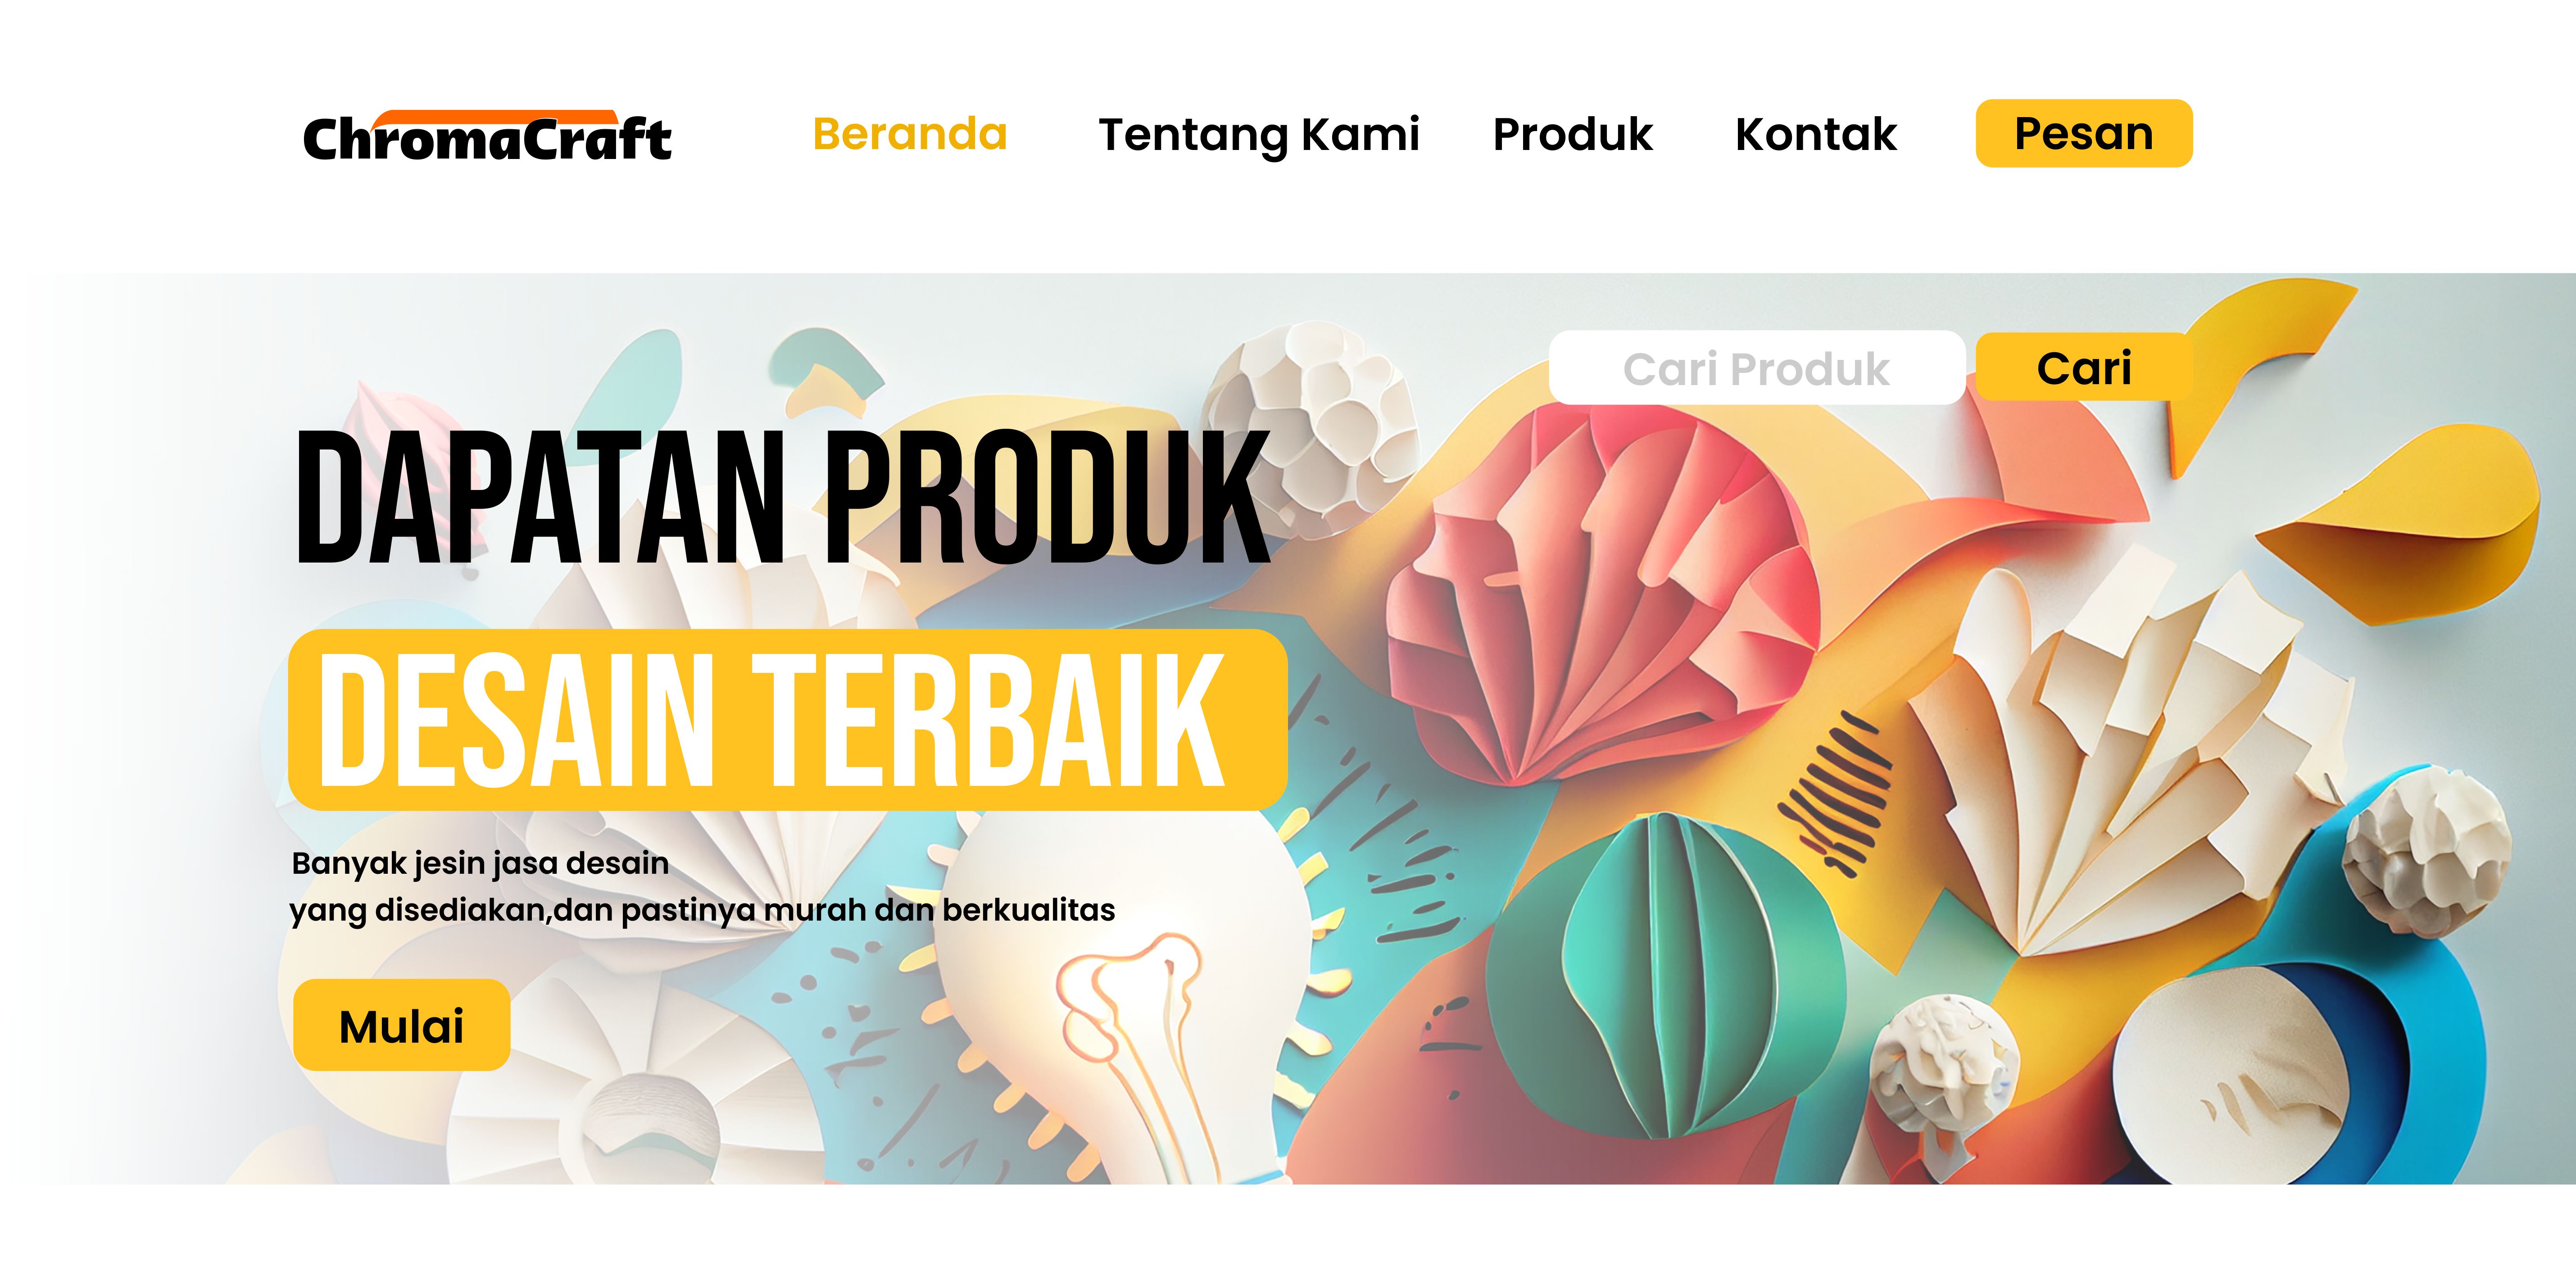 ChromaCraft
Beranda
Tentang Kami
Produk
Kontak
Pesan
Cari Produk
Cari
DAPATAN PRODUK
DESAIN TERBAIK
Banyak jesin jasa desain
yang disediakan,dan pastinya murah dan berkualitas
Mulai